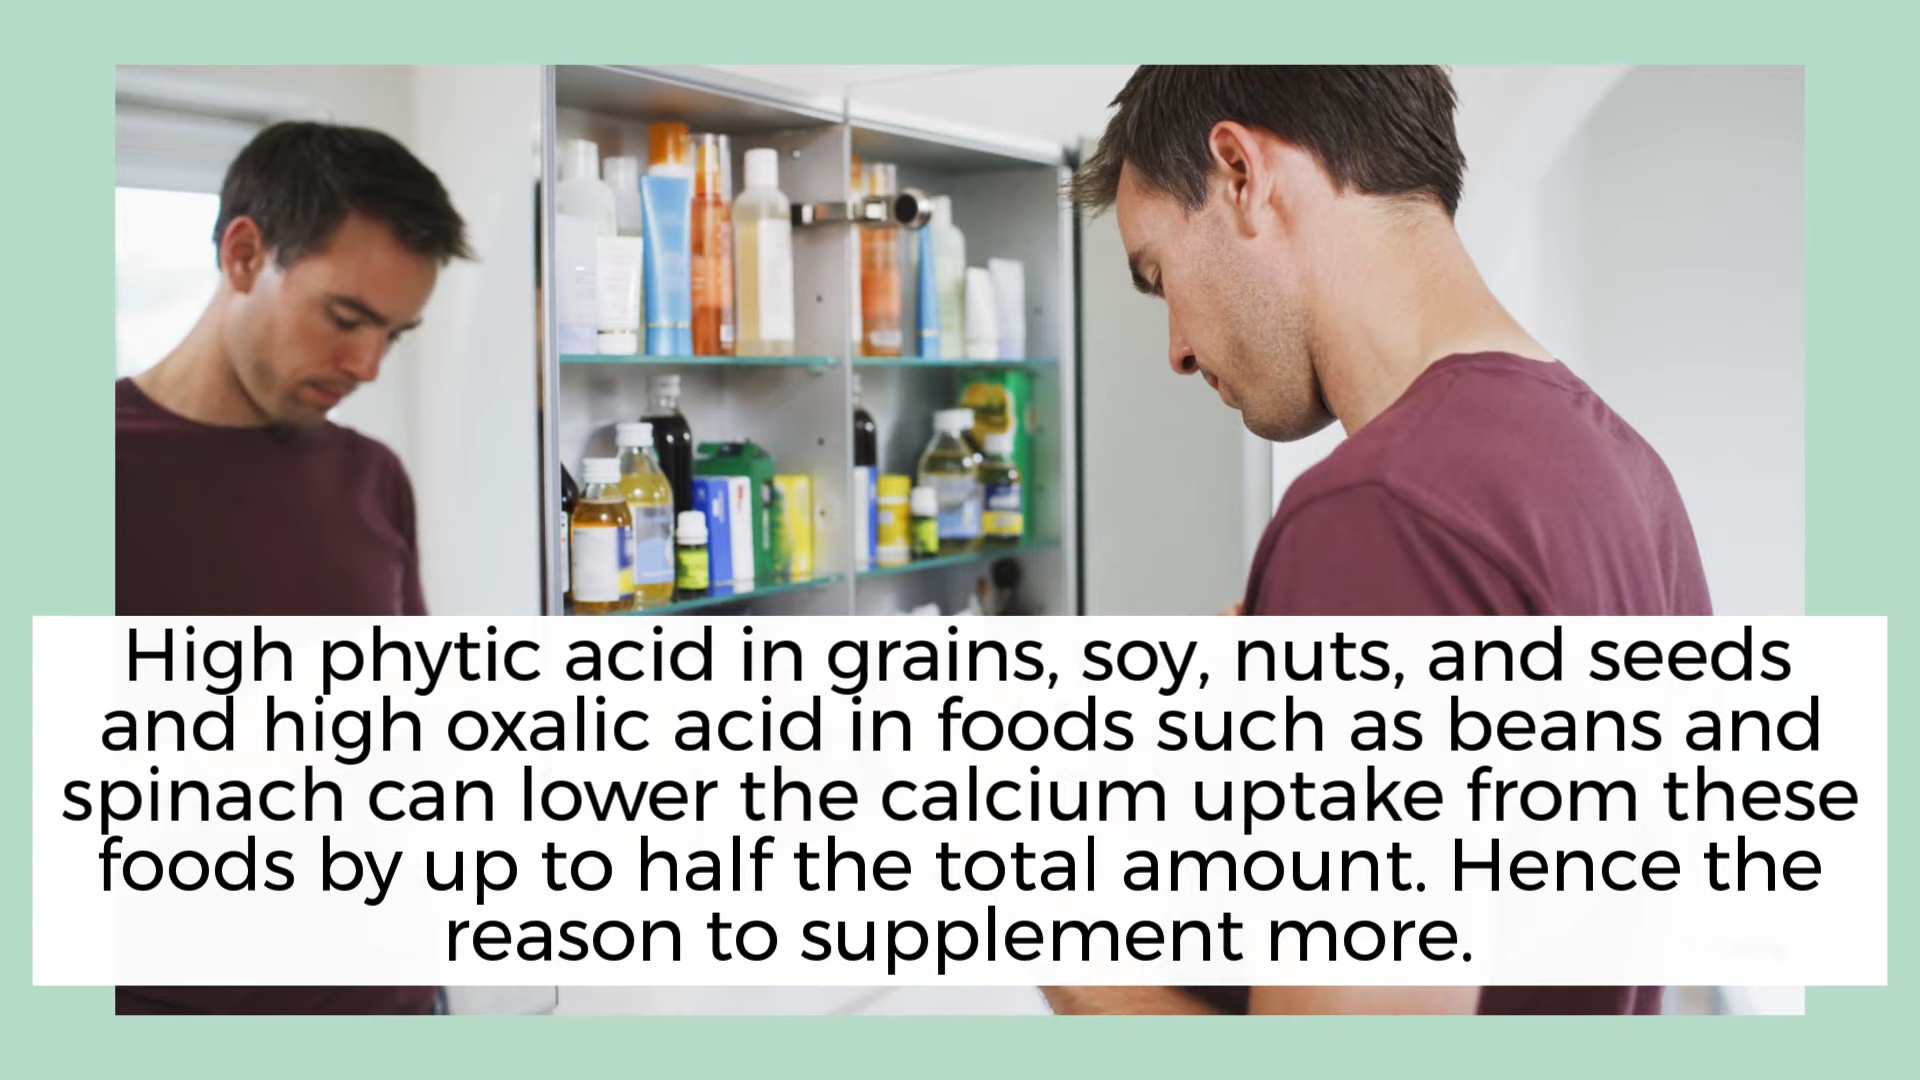 High phytic acid in grains, soy, nuts, and seeds
and high oxalic acid in foods such as beans and
spinach can lower the calcium uptake from these
foods by up to half the total amount. Hence the
reason to supplement more.